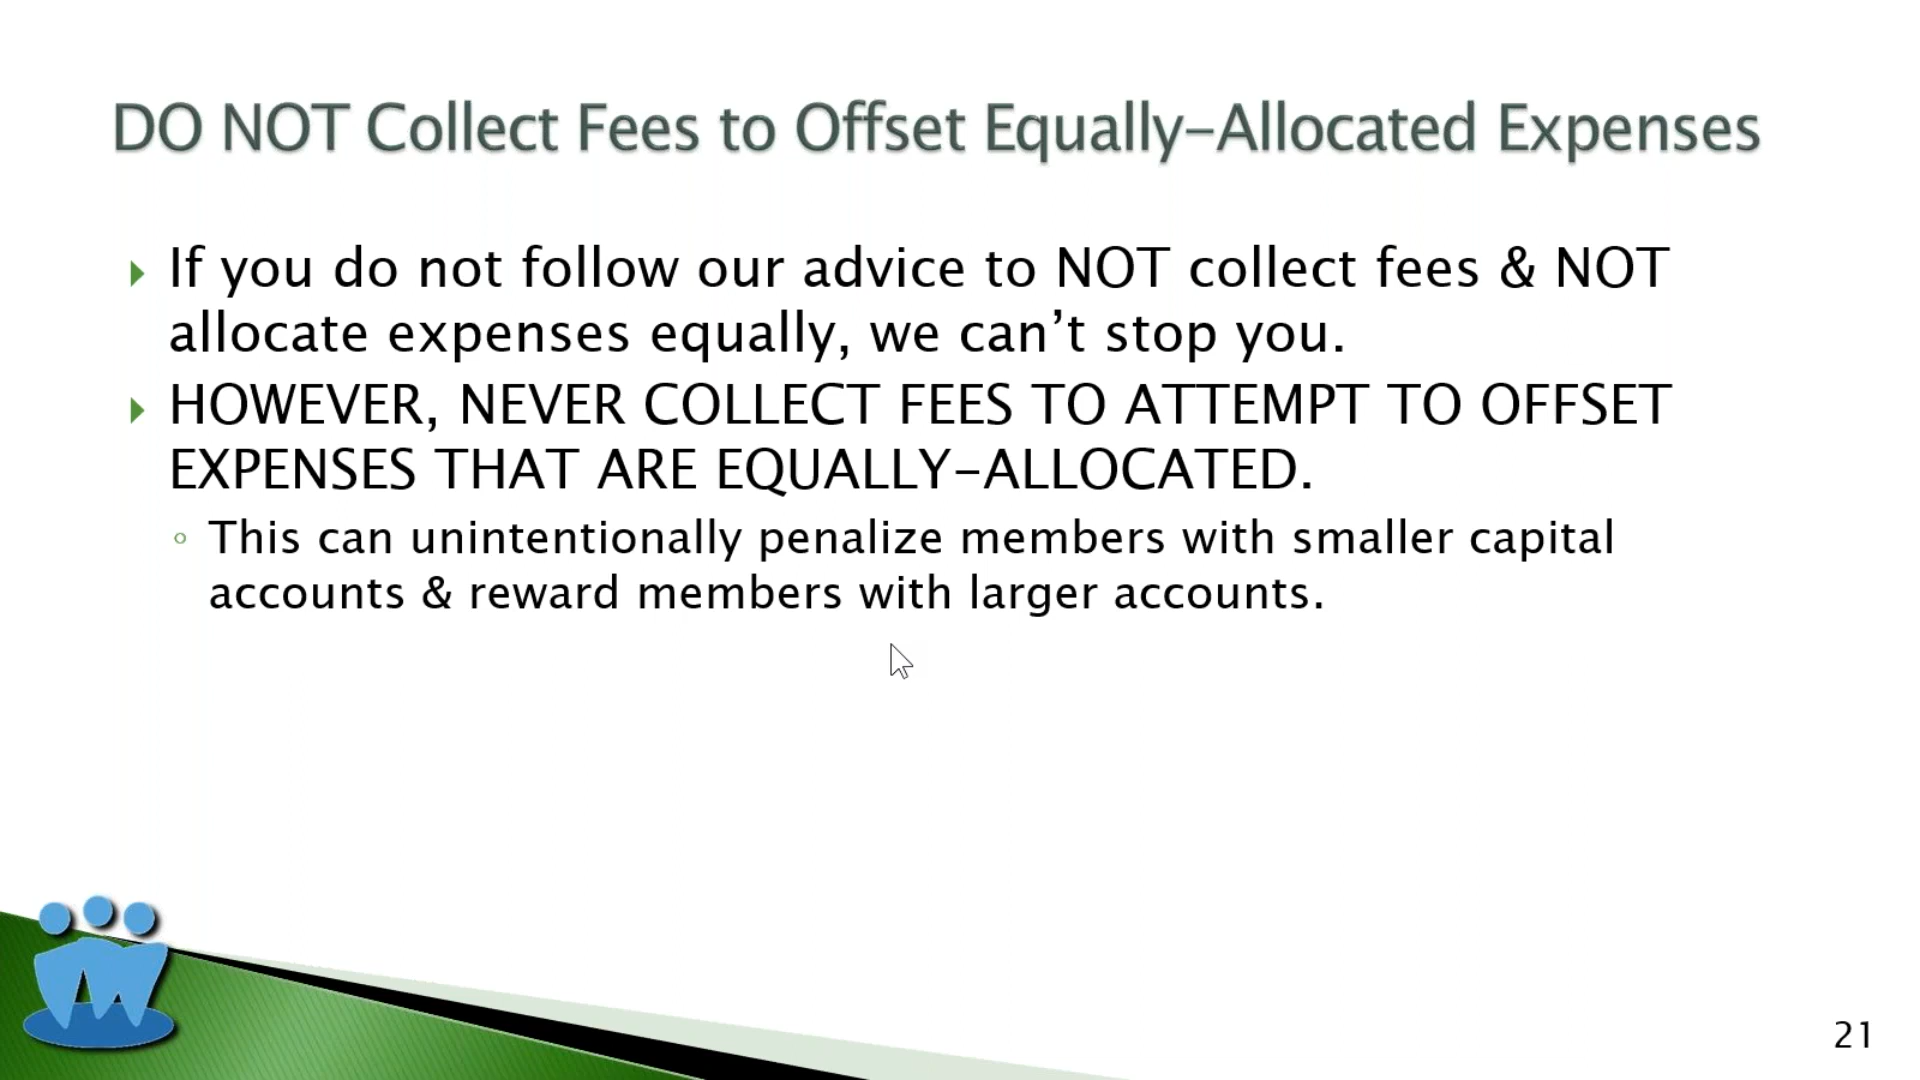 DO NOT Collect Fees to Offset Equally-Allocated Expenses
If you do not follow our advice to NOT collect fees & NOT
allocate expenses equally, we can’t stop you.
HOWEVER, NEVER COLLECT FEES TO ATTEMPT TO OFFSET
EXPENSES THAT ARE EQUALLY-ALLOCATED.
This can unintentionally penalize members with smaller capital
accounts & reward members with larger accounts.
21